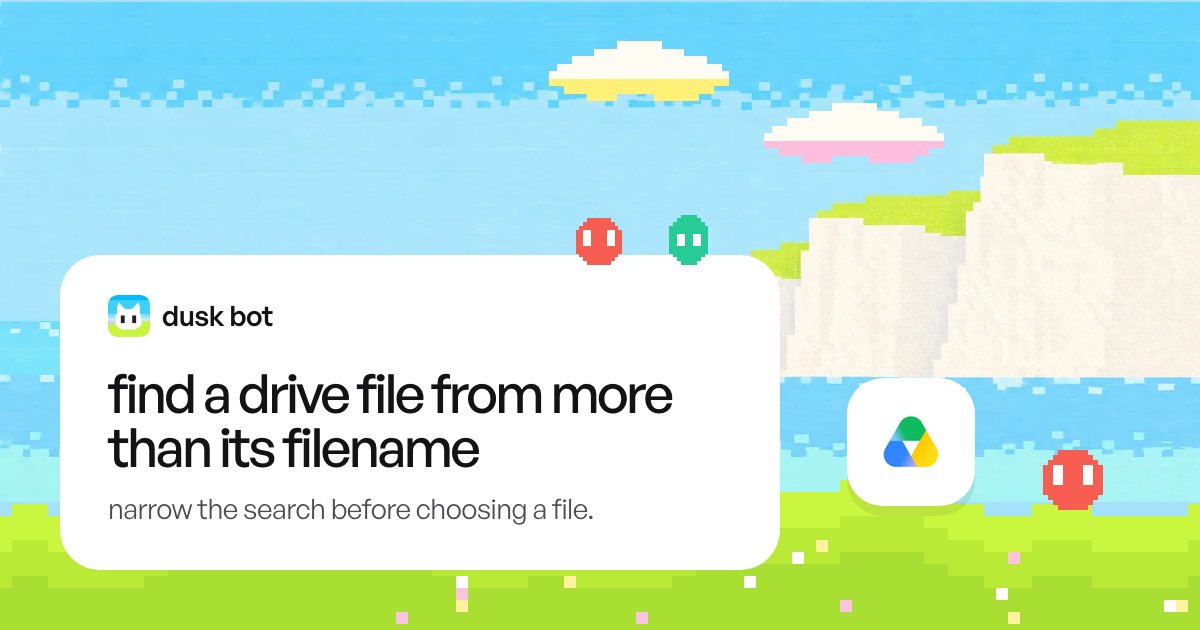 dusk bot
find a drive file from more
than its filename
narrow the search before choosing a file.